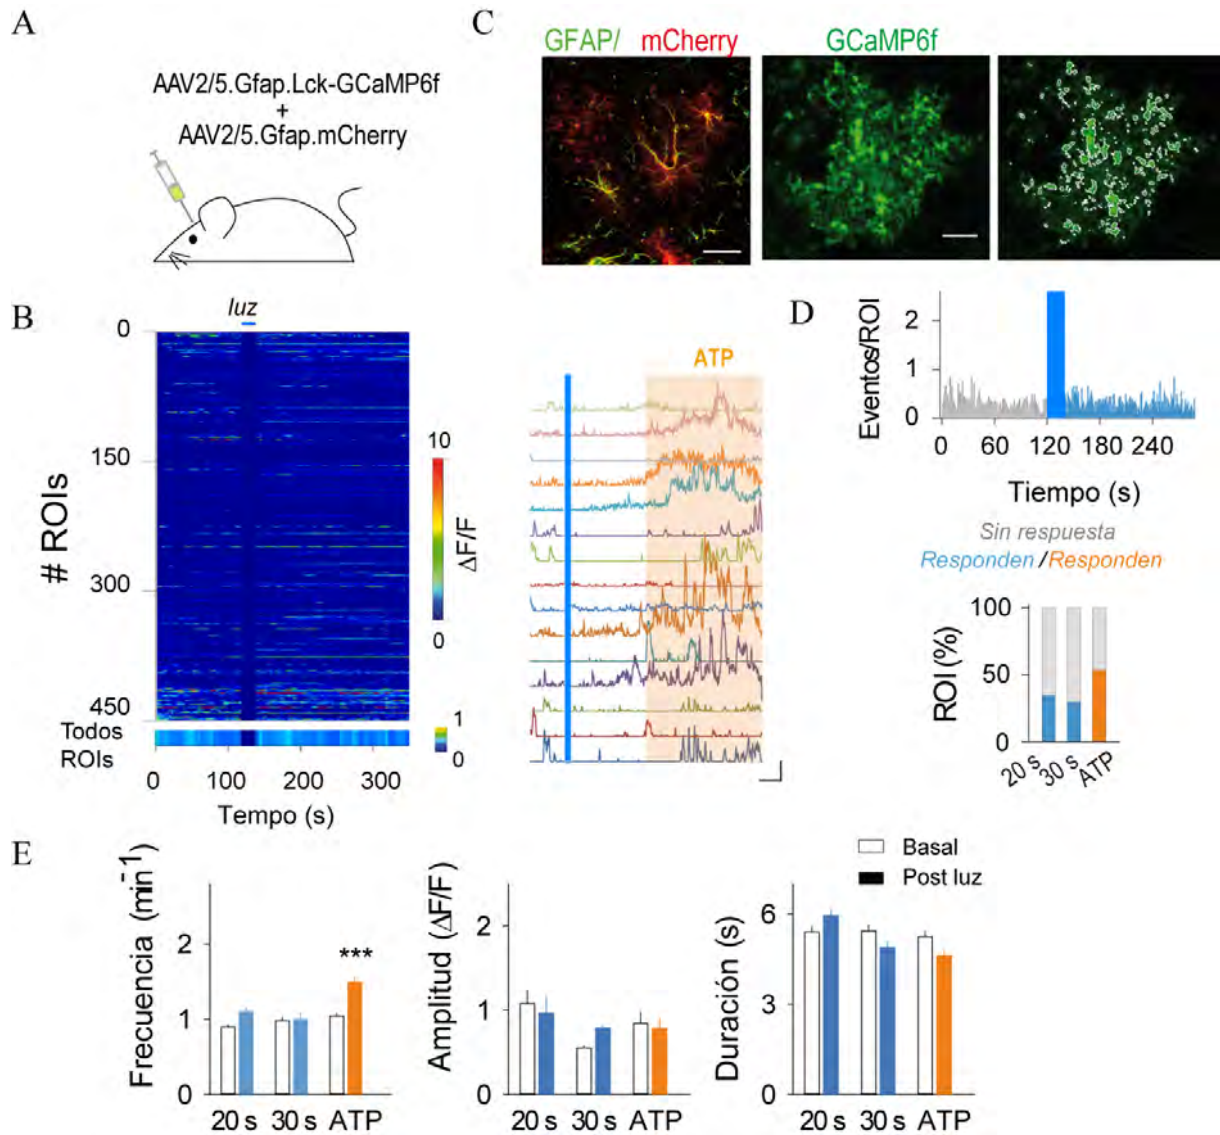 A
AAV2/5.Gfap.Lck-GCaMP6f
+
AAV2/5.Gfap.mCherry
C
GFAP/ mCherry GCaMP6f
B
luz
0
150
300
450
# ROIs
Todos
ROIs
0 100 200 300
Tempo (s)
10
0
ΔF/F
1
0
ATP
D
2
1
0
Eventos/ROI
0 60 120 180 240
Tiempo (s)
Sin respuesta
Responden / Responden
100
50
0
ROI (%)
20 s 30 s ATP
E
Basal
Post luz
Frecuencia (min⁻¹)
2
1
0
***
20 s 30 s ATP
Amplitud (ΔF/F)
2
1
0
20 s 30 s ATP
Duración (s)
6
3
0
20 s 30 s ATP